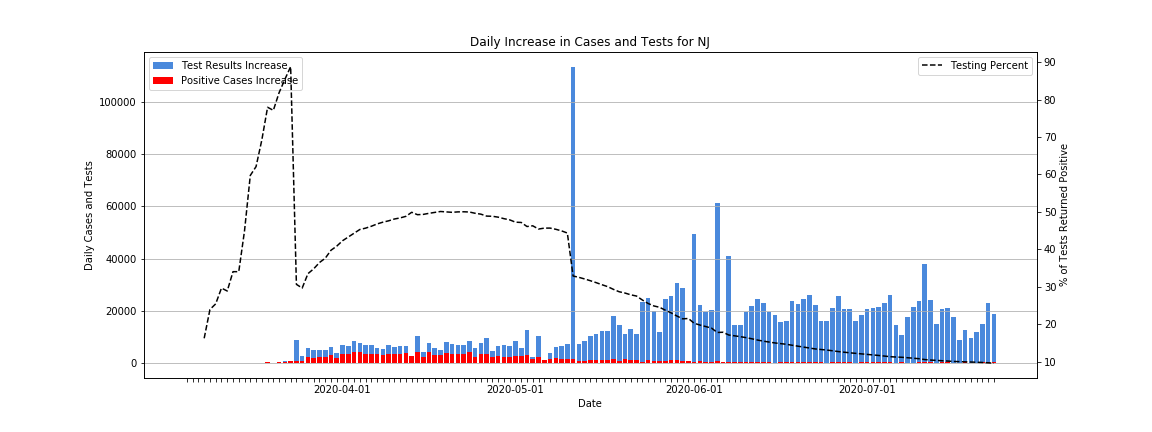 Daily Increase in Cases and Tests for NJ
Test Results Increase
Positive Cases Increase
Testing Percent
100000
80000
60000
40000
20000
0
Daily Cases and Tests
90
80
70
60
50
40
30
20
10
% of Tests Returned Positive
2020-04-01
2020-05-01
2020-06-01
2020-07-01
Date